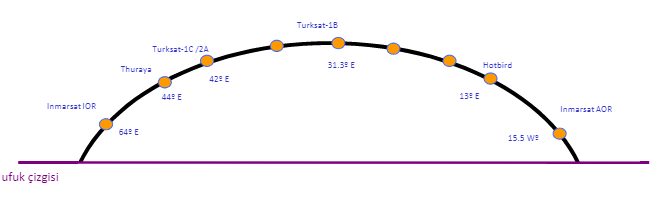 Turksat-1B
Turksat-1C /2A
Thuraya
31.3º E
Hotbird
42º E
44º E
13º E
Inmarsat IOR
Inmarsat AOR
64º E
15.5 Wº
ufuk çizgisi